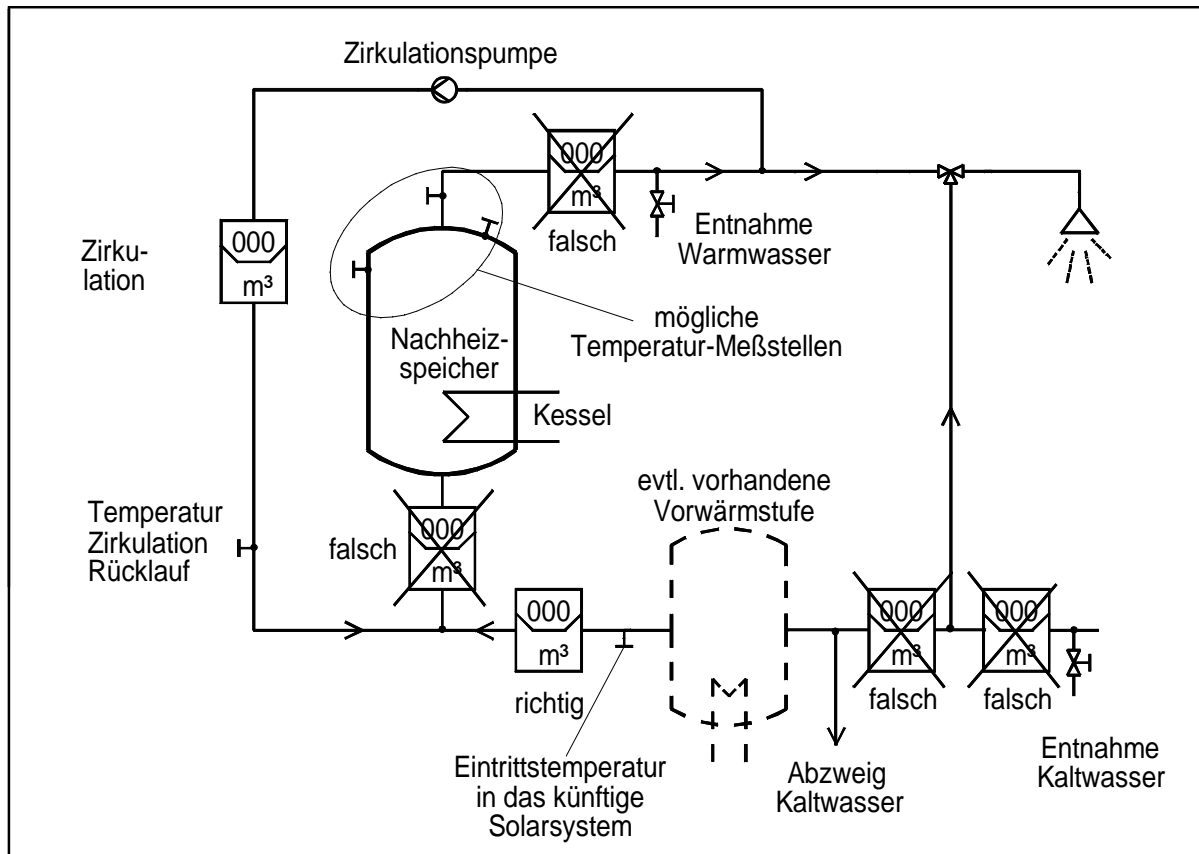 Zirkulationspumpe
000
m³
falsch
Entnahme
Warmwasser
Zirku-
lation
000
m³
mögliche
Temperatur-Meßstellen
Nachheiz-
speicher
Kessel
evtl. vorhandene
Vorwärmstufe
Temperatur
Zirkulation
Rücklauf
falsch
000
m³
000
m³
richtig
000
m³
falsch
000
m³
falsch
Eintrittstemperatur
in das künftige
Solarsystem
Abzweig
Kaltwasser
Entnahme
Kaltwasser